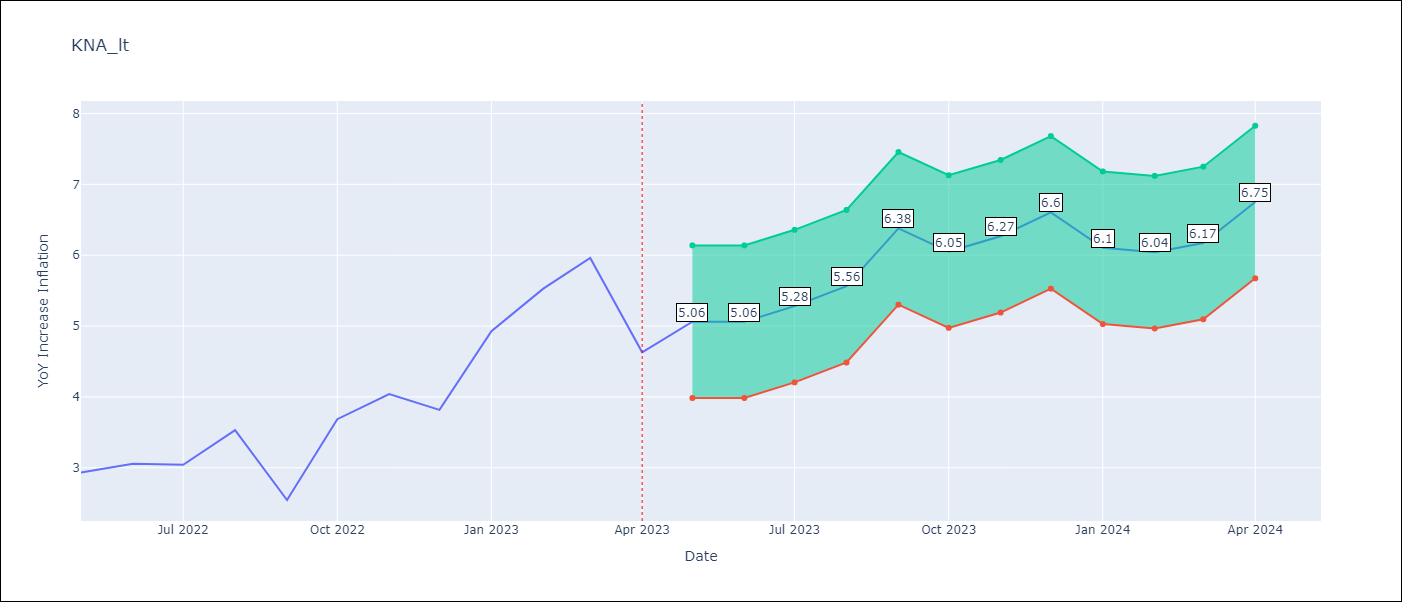 KNA_lt
8
7
6
5
4
3
YoY Increase Inflation
5.06
5.06
5.28
5.56
6.38
6.05
6.27
6.6
6.1
6.04
6.17
6.75
Jul 2022
Oct 2022
Jan 2023
Apr 2023
Jul 2023
Oct 2023
Jan 2024
Apr 2024
Date